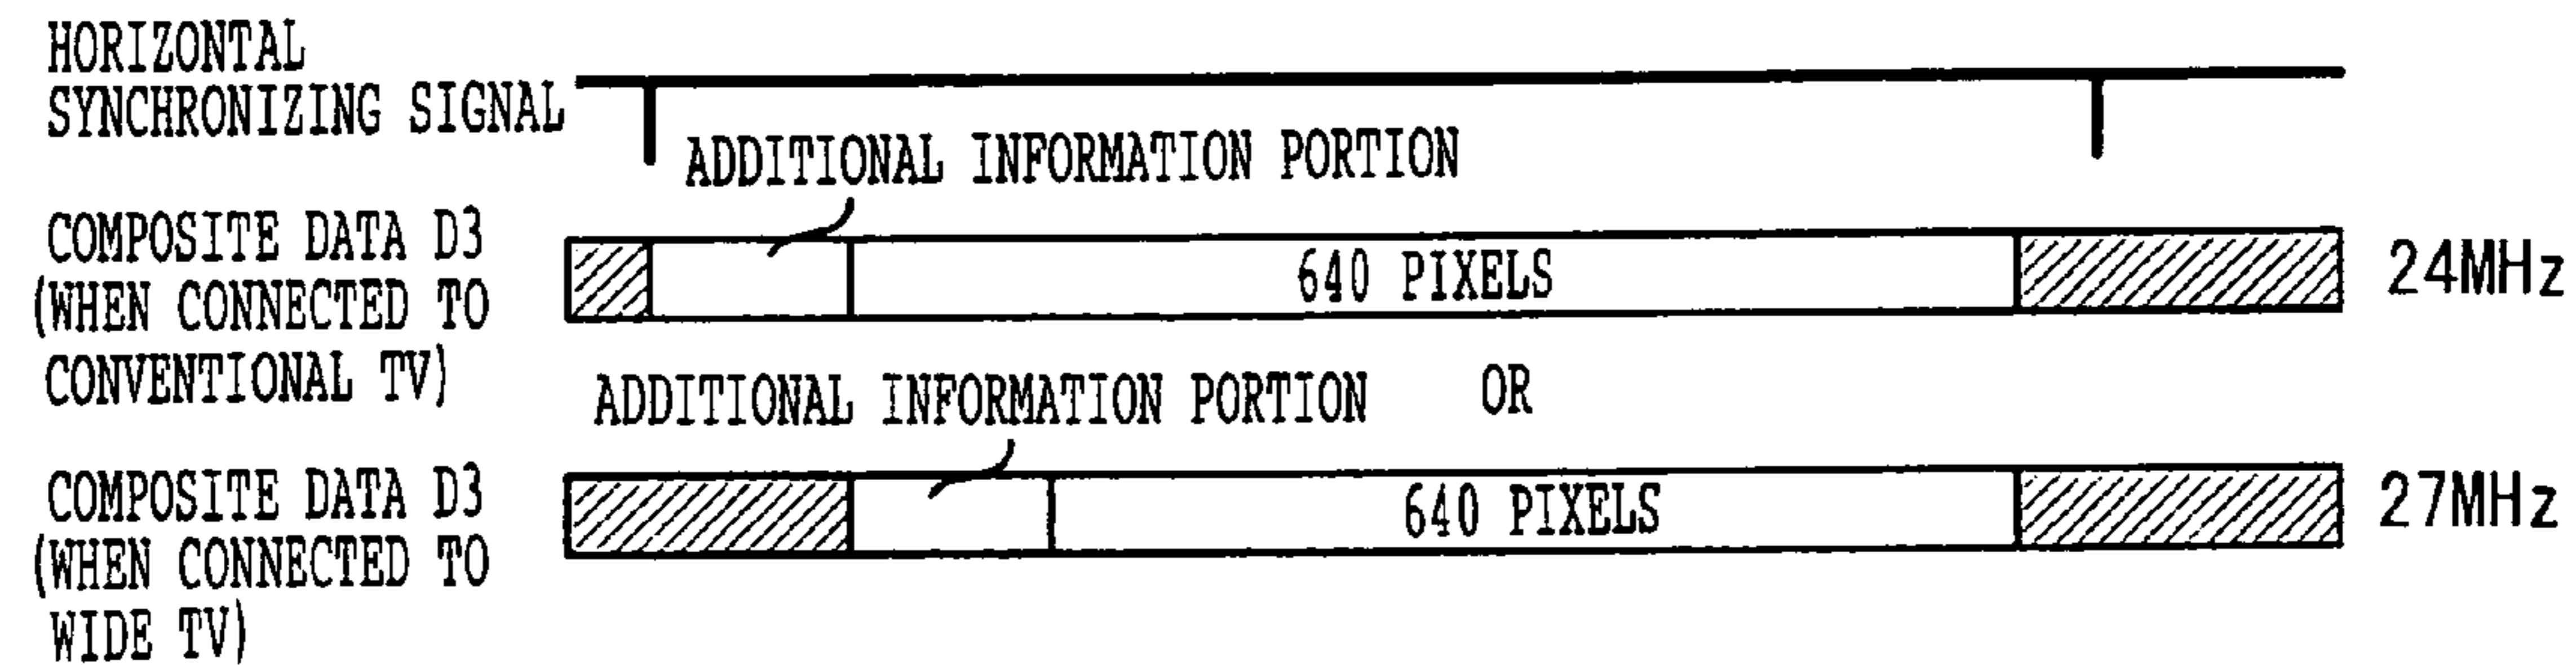 HORIZONTAL
SYNCHRONIZING SIGNAL
ADDITIONAL INFORMATION PORTION
COMPOSITE DATA D3
(WHEN CONNECTED TO
CONVENTIONAL TV)
640 PIXELS
24MHz
ADDITIONAL INFORMATION PORTION
OR
COMPOSITE DATA D3
(WHEN CONNECTED TO
WIDE TV)
640 PIXELS
27MHz